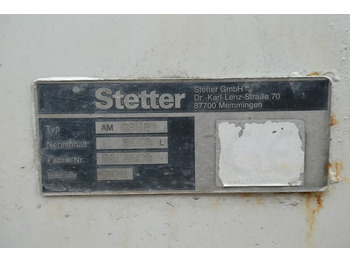 Stetter
Stetter GmbH
Dr.-Karl-Lenz-Straße 70
87700 Memmingen
Typ AM
Nenninhalt L
Fabrik-Nr.
Baujahr